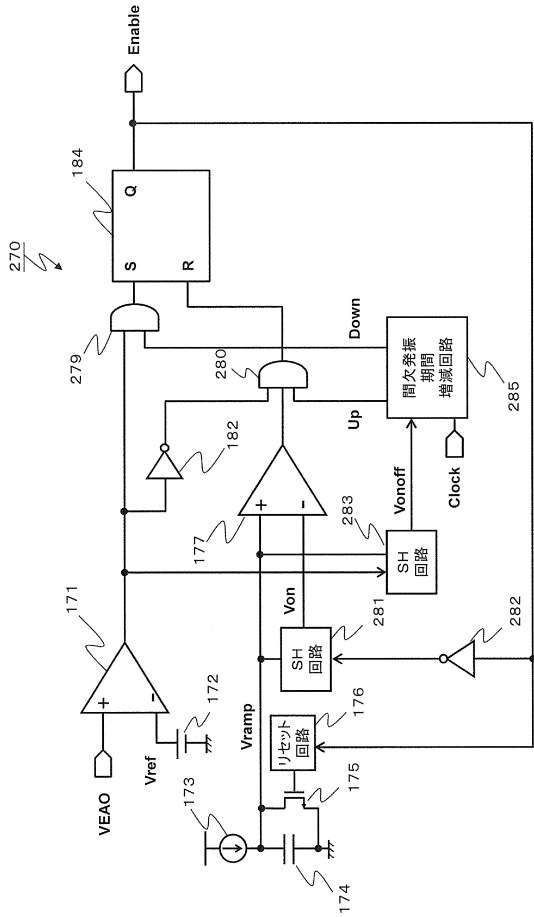 270
VEAO
Vref
171
+
-
172
173
174
175
Vramp
リセット
回路
176
SH
回路
281
282
Von
177
+
-
182
283
SH
回路
Vonoff
Clock
間欠発振
期間
増減回路
285
Up
Down
279
280
184
S
R
Q
Enable